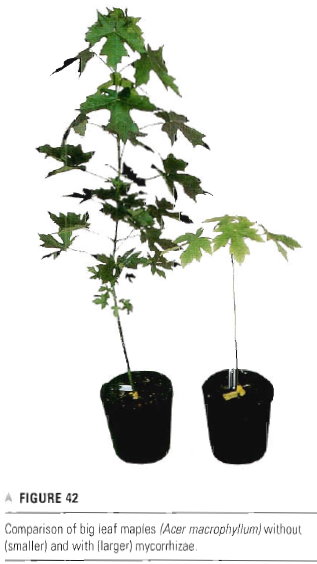 ▲ FIGURE 42
Comparison of big leaf maples (Acer macrophyllum) without
(smaller) and with (larger) mycorrhizae.